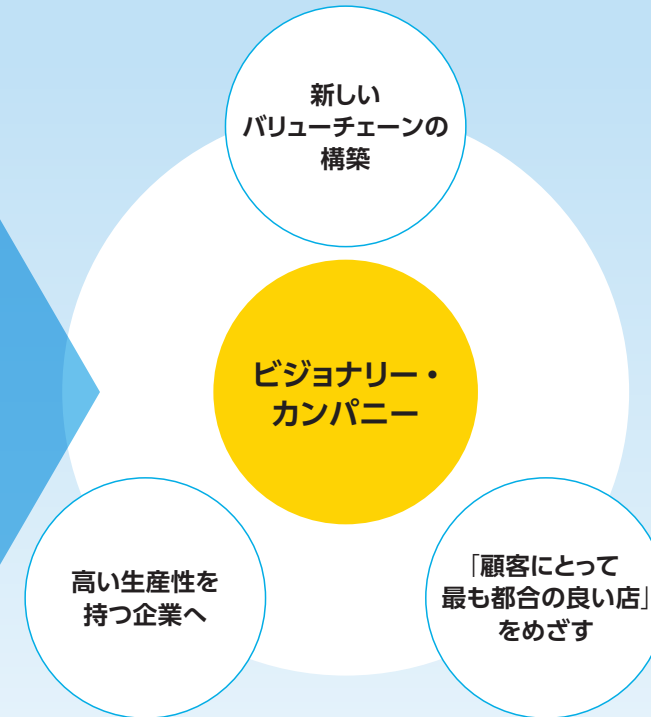 新しい
バリューチェーンの
構築
ビジョナリー・
カンパニー
高い生産性を
持つ企業へ
「顧客にとって
最も都合の良い店」
をめざす